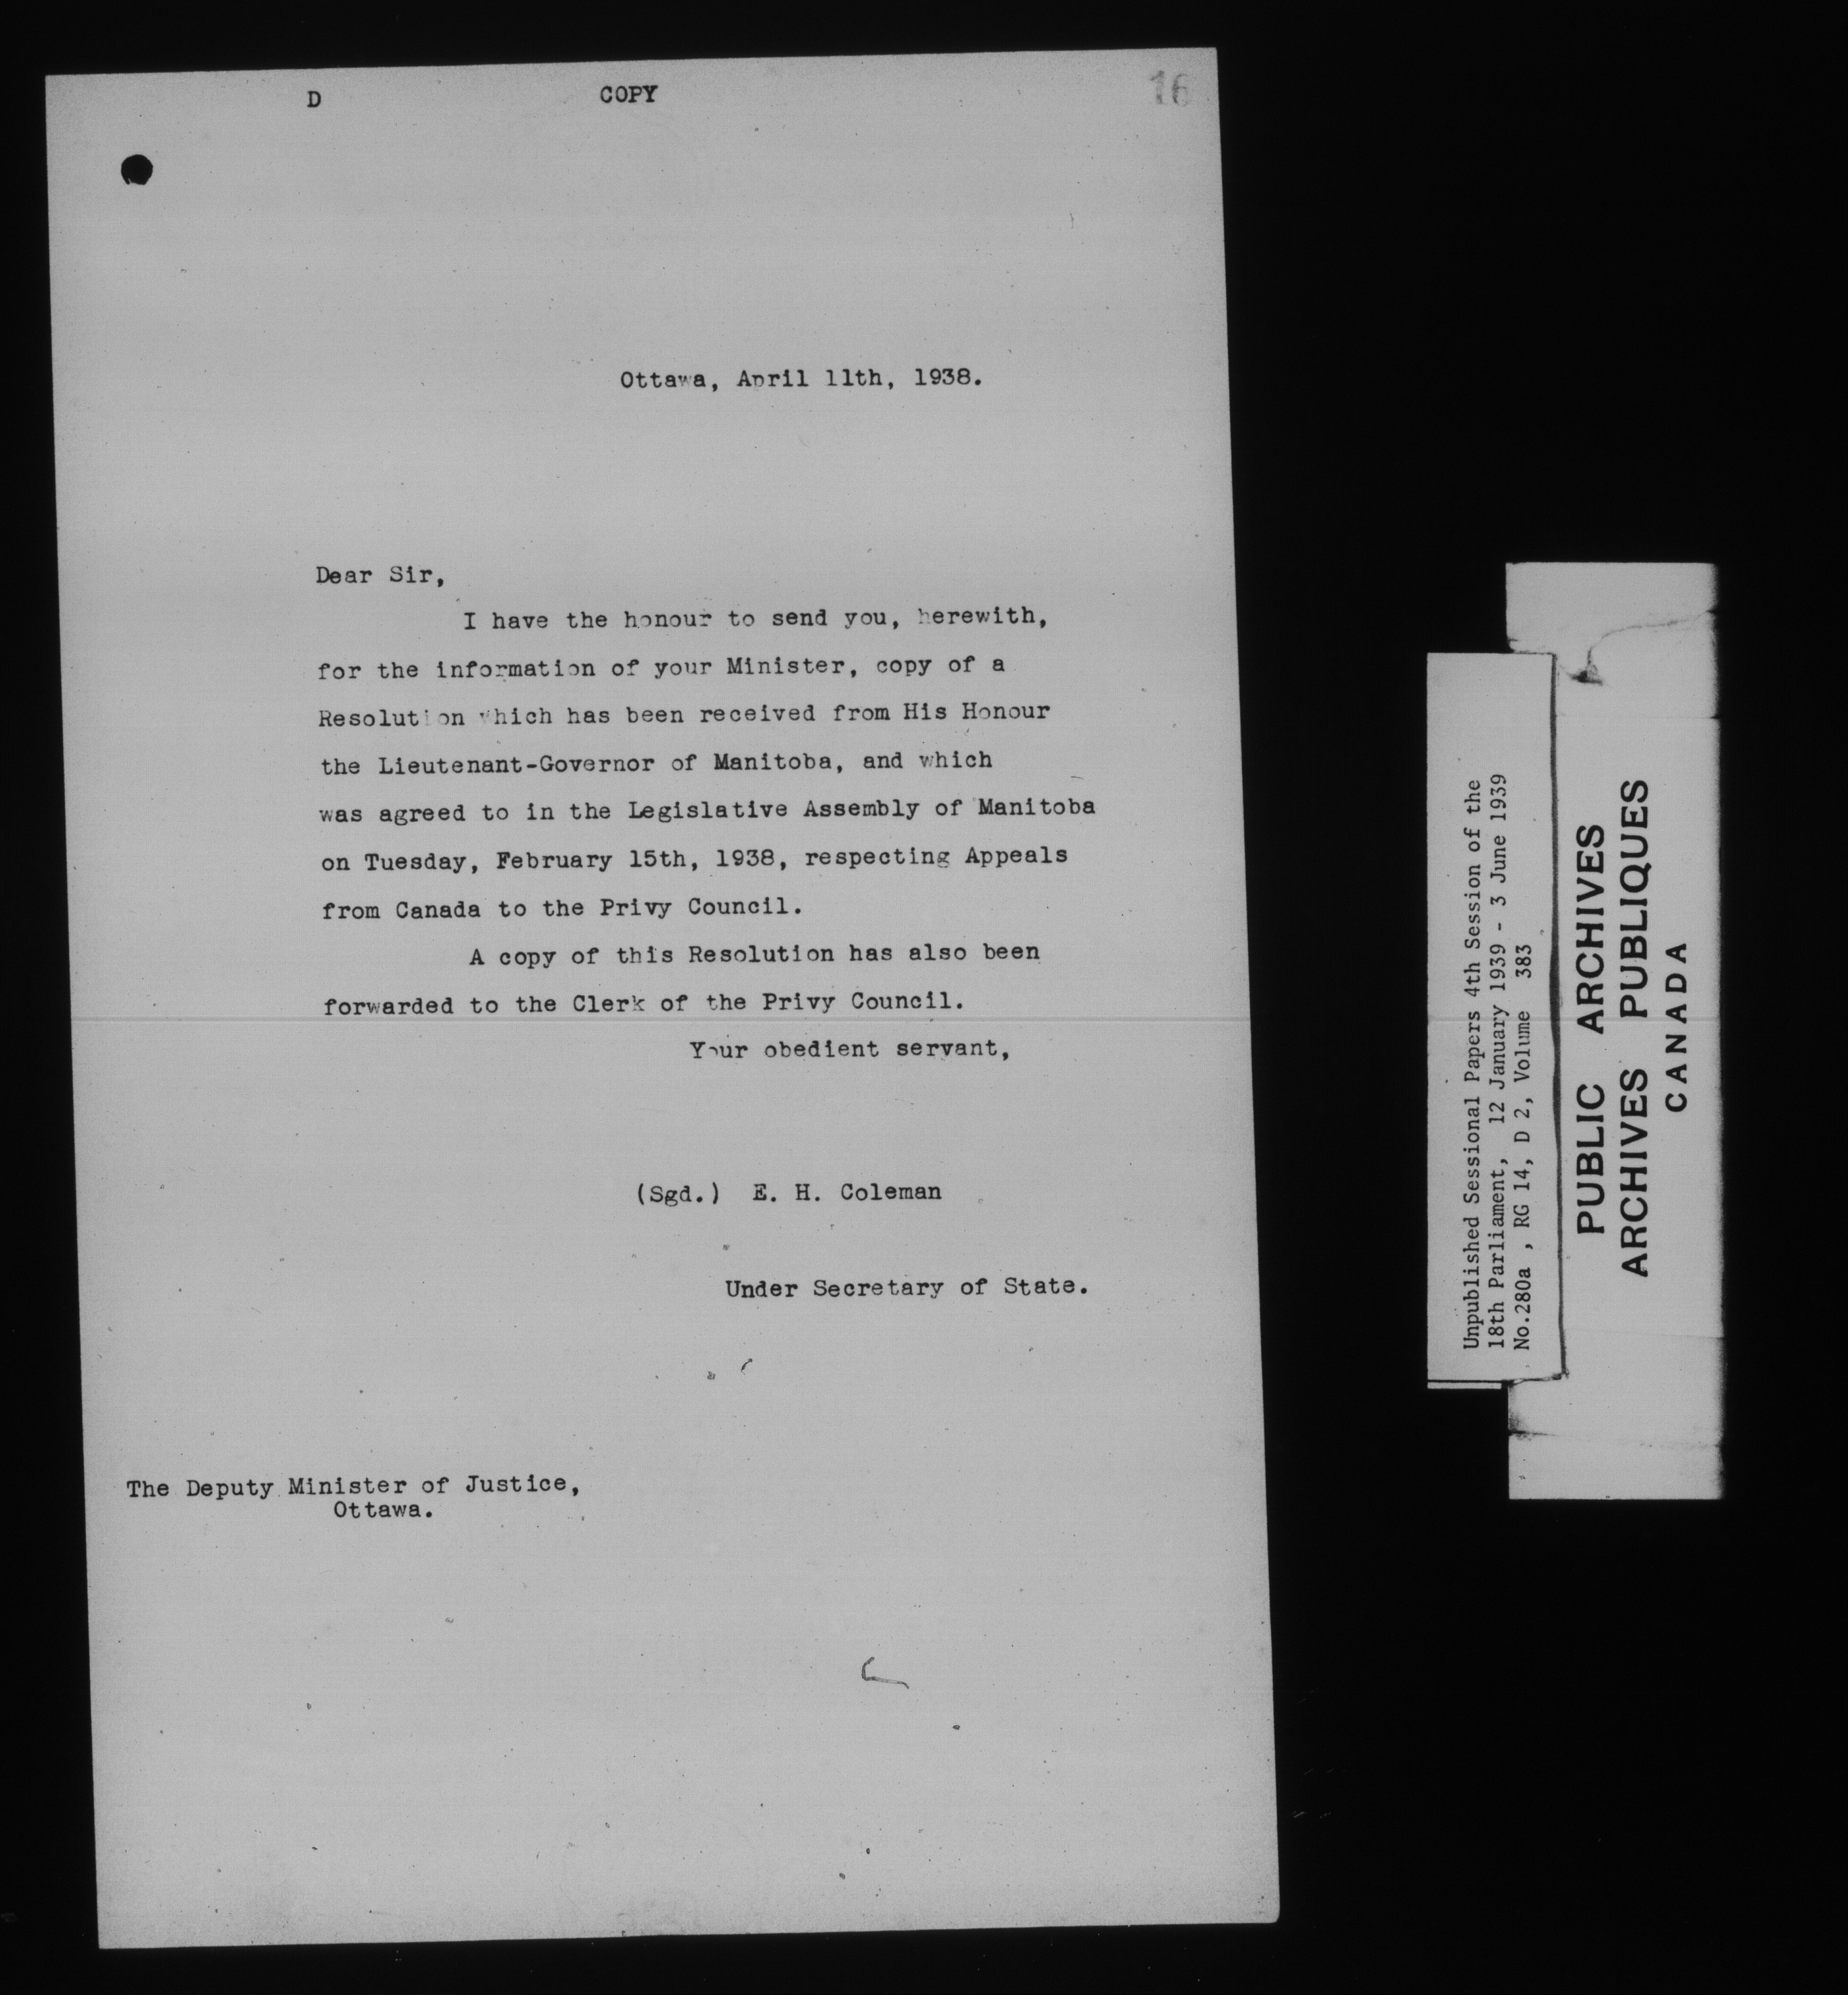 D COPY 16
Ottawa, April 11th, 1938.
Dear Sir,
I have the honour to send you, herewith,
for the information of your Minister, copy of a
Resolution which has been received from His Honour
the Lieutenant-Governor of Manitoba, and which
was agreed to in the Legislative Assembly of Manitoba
on Tuesday, February 15th, 1938, respecting Appeals
from Canada to the Privy Council.
A copy of this Resolution has also been
forwarded to the Clerk of the Privy Council.
Your obedient servant,
(Sgd.) E. H. Coleman
Under Secretary of State.
The Deputy Minister of Justice,
Ottawa.
Unpublished Sessional Papers 4th Session of the
18th Parliament, 12 January 1939 - 3 June 1939
No.280a , RG 14, D 2, Volume 383
PUBLIC ARCHIVES
ARCHIVES PUBLIQUES
CANADA